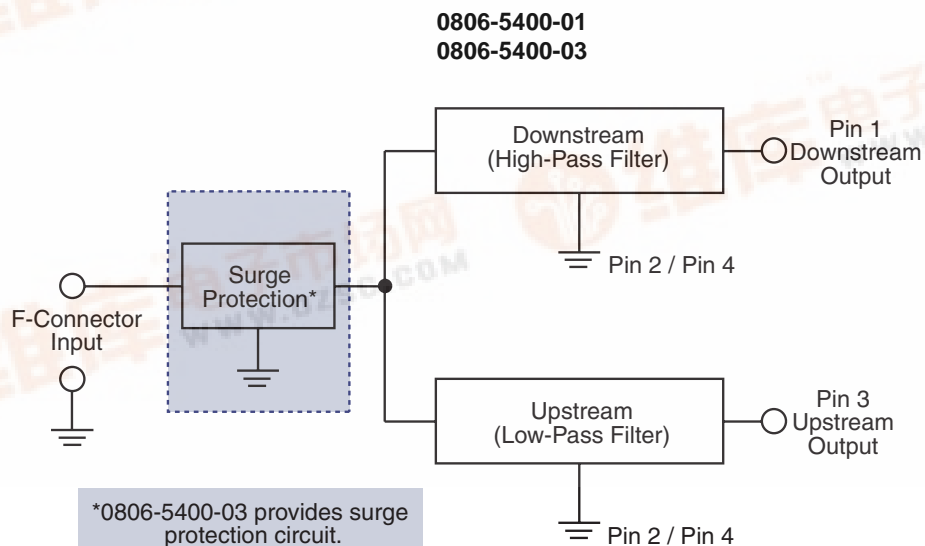 0806-5400-01
0806-5400-03
Downstream
(High-Pass Filter)
Pin 1
Downstream
Output
Pin 2 / Pin 4
Surge
Protection*
F-Connector
Input
Upstream
(Low-Pass Filter)
Pin 3
Upstream
Output
Pin 2 / Pin 4
*0806-5400-03 provides surge
protection circuit.